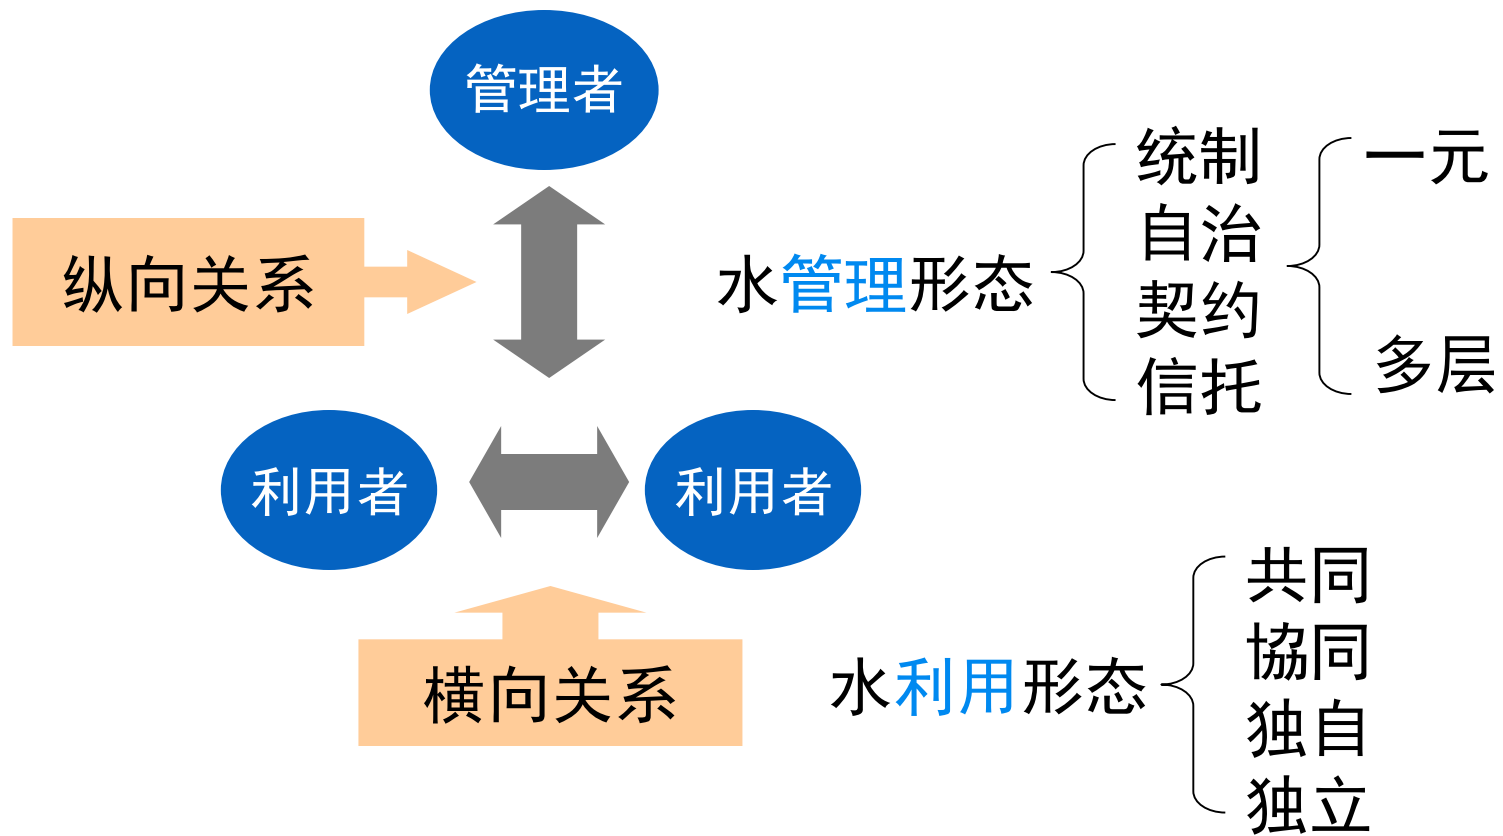 管理者
纵向关系
水管理形态
统制
自治
契约
信托
一元
多层
利用者
利用者
横向关系
水利用形态
共同
協同
独自
独立